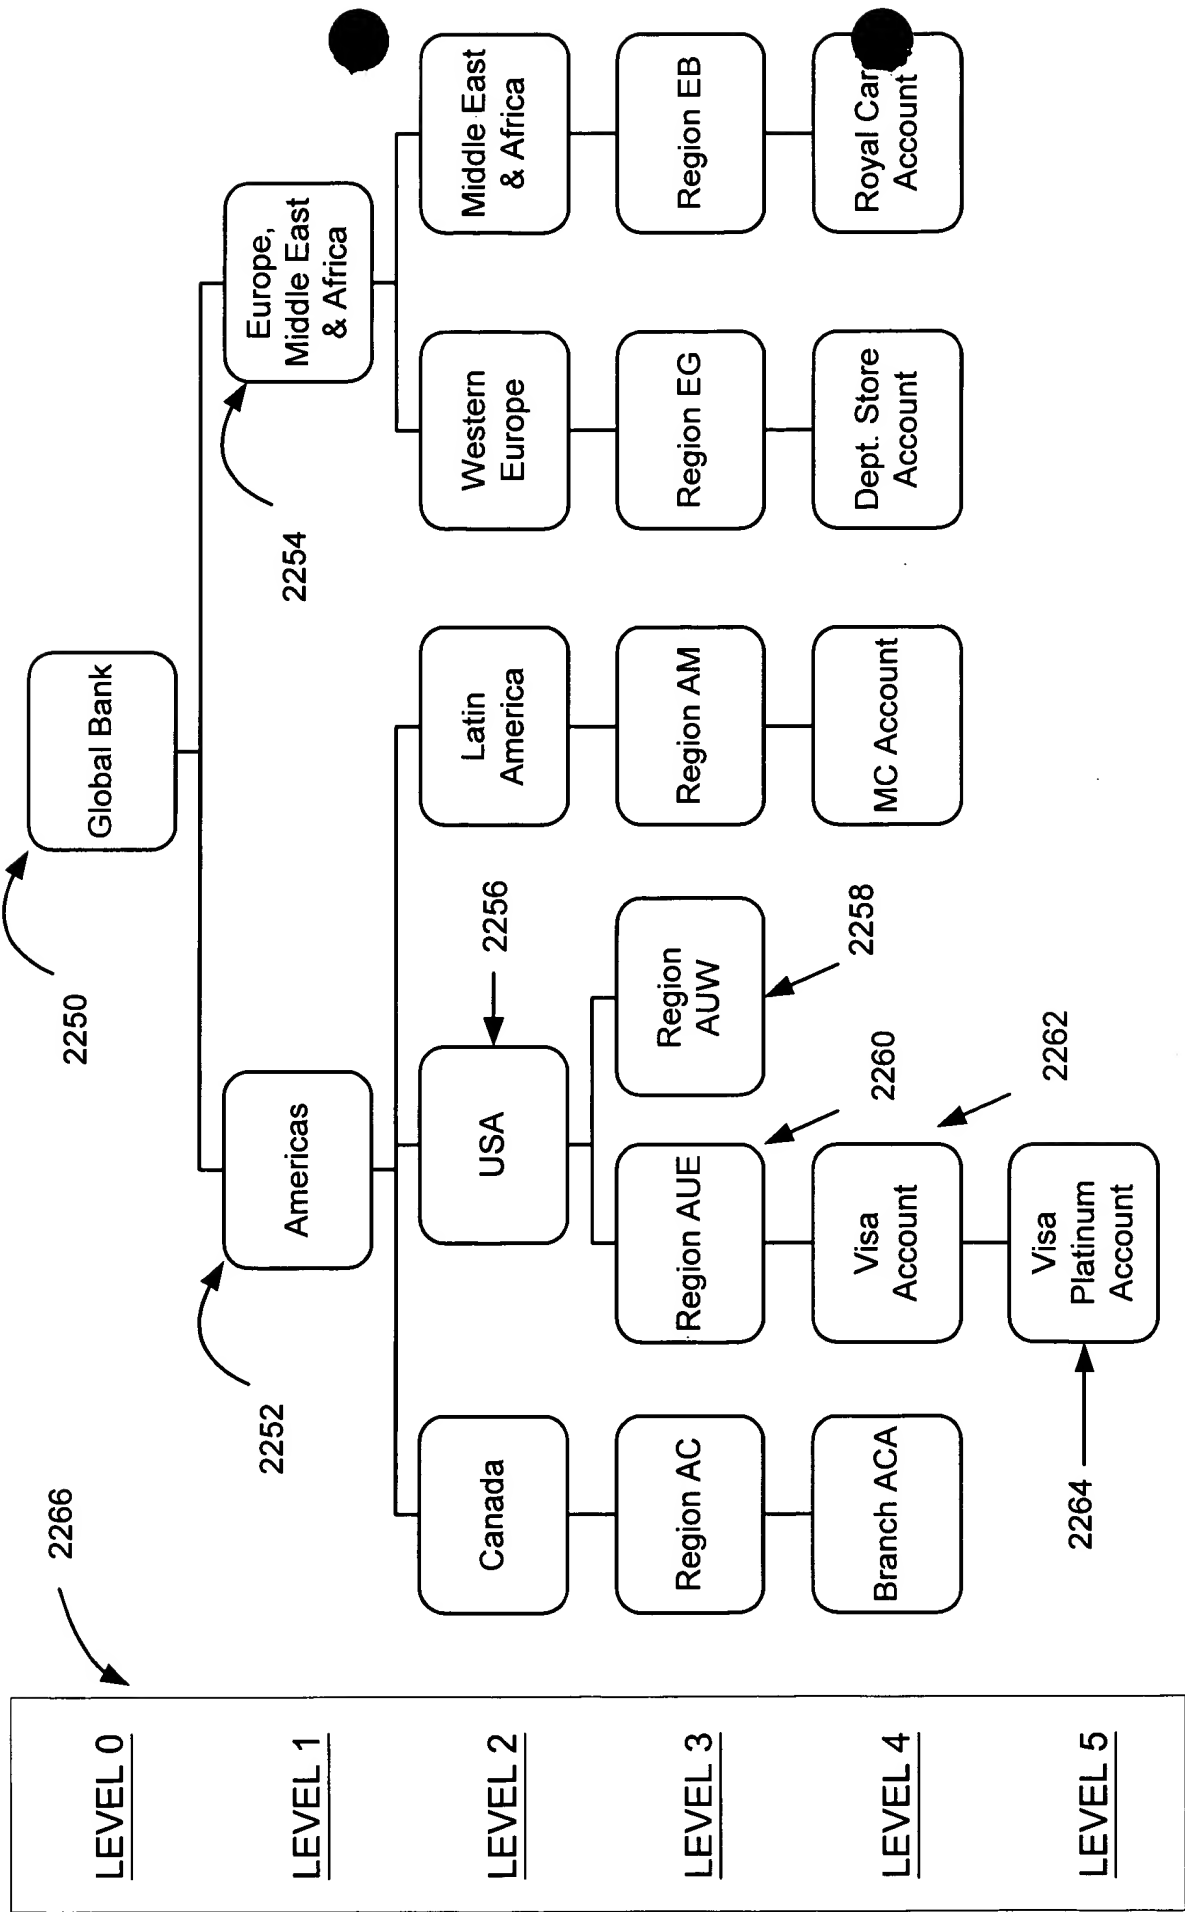 2266
LEVEL 0
LEVEL 1
LEVEL 2
LEVEL 3
LEVEL 4
LEVEL 5
2250
Global Bank
2252
Americas
2254
Europe,
Middle East
& Africa
Canada
USA
2256
Latin
America
Western
Europe
Middle East
& Africa
Region AC
Region AUE
2260
Region
AUW
2258
Region AM
Region EG
Region EB
Branch ACA
Visa
Account
2262
MC Account
Dept. Store
Account
Royal
Account
2264
Visa
Platinum
Account